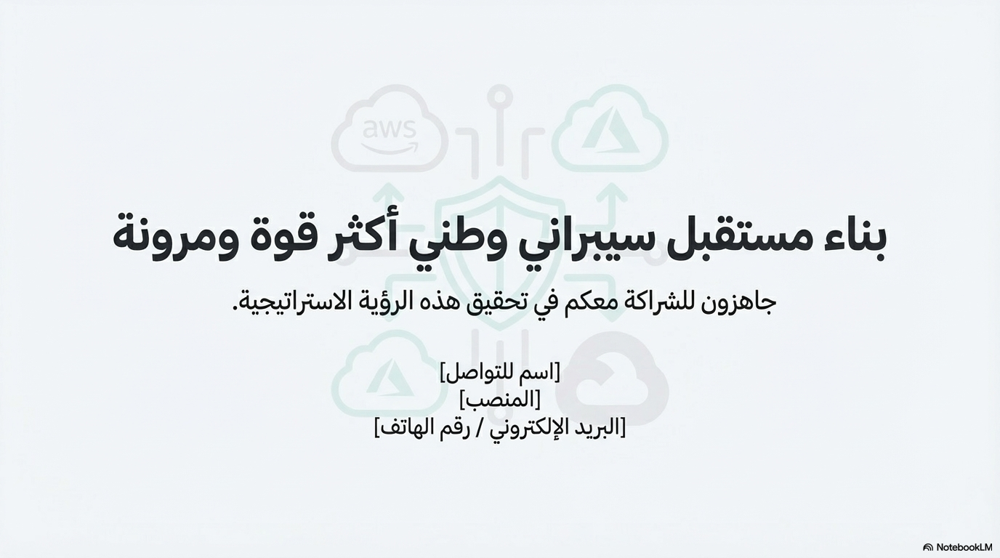 aws
بناء مستقبل سيبراني وطني أكثر قوة ومرونة
جاهزون للشراكة معكم في تحقيق هذه الرؤية الاستراتيجية.
[اسم للتواصل]
[المنصب]
[البريد الإلكتروني / رقم الهاتف]
NotebookLM